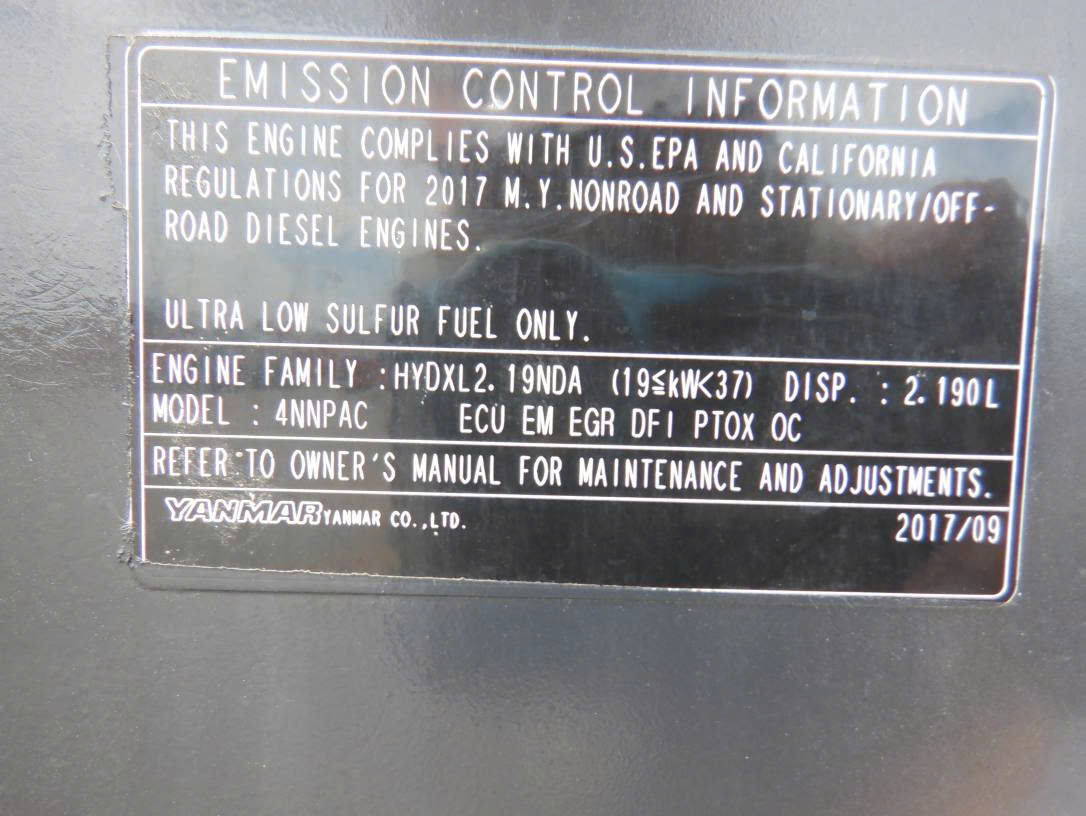 EMISSION CONTROL INFORMATION
THIS ENGINE COMPLIES WITH U.S.EPA AND CALIFORNIA
REGULATIONS FOR 2017 M.Y.NONROAD AND STATIONARY/OFF-
ROAD DIESEL ENGINES.
ULTRA LOW SULFUR FUEL ONLY.
ENGINE FAMILY :HYDXL2.19NDA (19≦kW<37) DISP. : 2.190L
MODEL : 4NNPAC ECU EM EGR DFI PTOX OC
REFER TO OWNER'S MANUAL FOR MAINTENANCE AND ADJUSTMENTS.
YANMAR YANMAR CO.,LTD. 2017/09